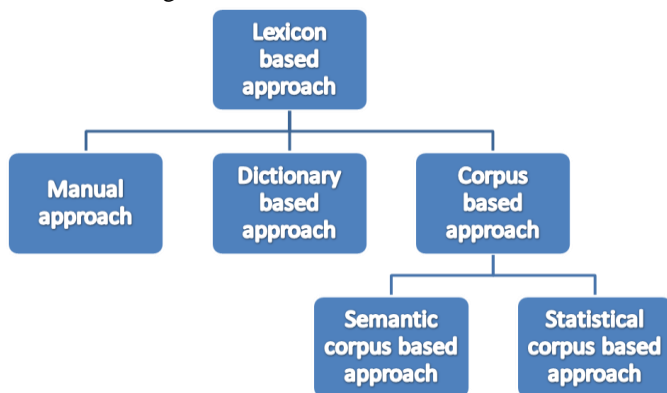 Lexicon
based
approach
Manual
approach
Dictionary
based
approach
Corpus
based
approach
Semantic
corpus based
approach
Statistical
corpus based
approach